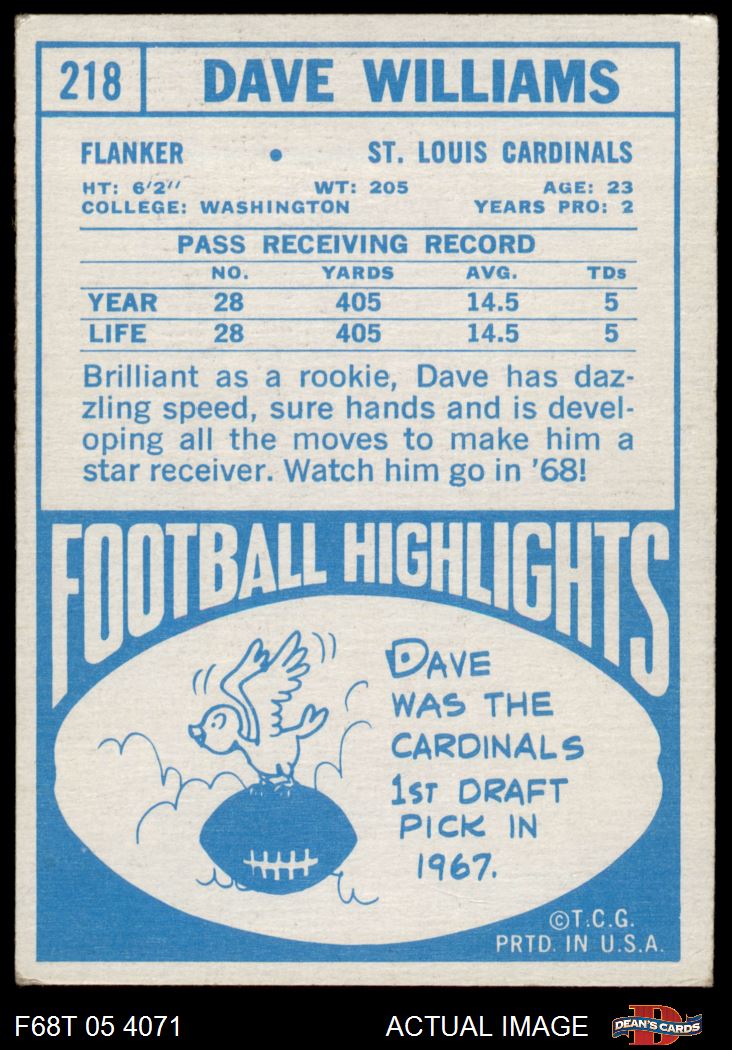 218 DAVE WILLIAMS
FLANKER • ST. LOUIS CARDINALS
HT: 6'2" WT: 205 AGE: 23
COLLEGE: WASHINGTON YEARS PRO: 2
PASS RECEIVING RECORD
NO. YARDS AVG. TDs
YEAR 28 405 14.5 5
LIFE 28 405 14.5 5
Brilliant as a rookie, Dave has daz-
zling speed, sure hands and is devel-
oping all the moves to make him a
star receiver. Watch him go in '68!
FOOTBALL HIGHLIGHTS
DAVE
WAS THE
CARDINALS
1ST DRAFT
PICK IN
1967.
©T.C.G.
PRTD. IN U.S.A.
F68T 05 4071 ACTUAL IMAGE DEAN'S CARDS